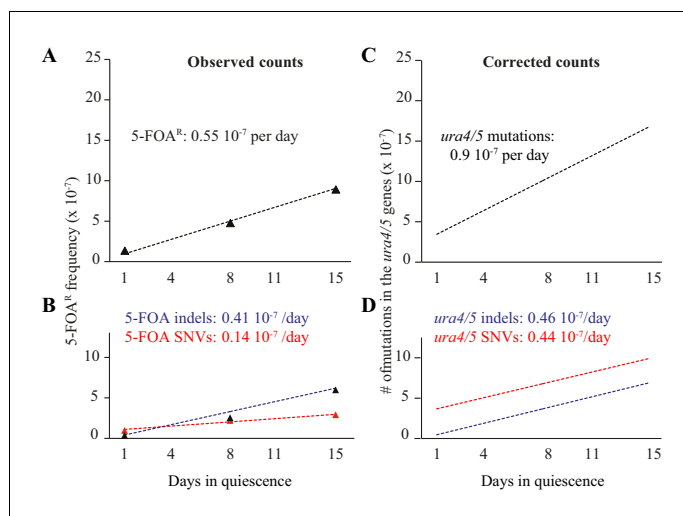 A
Observed counts
25
20
15
10
5
0
5-FOAᴿ: 0.55 10⁻⁷ per day
1 4 8 11 15
5-FOAᴿ frequency (x 10⁻⁷)
B
5-FOA indels: 0.41 10⁻⁷ /day
5-FOA SNVs: 0.14 10⁻⁷ /day
10
5
0
1 4 8 11 15
Days in quiescence
C
Corrected counts
25
20
15
10
5
0
ura4/5 mutations:
0.9 10⁻⁷ per day
1 4 8 11 15
# ofmutations in the ura4/5 genes (x 10⁻⁷)
D
ura4/5 indels: 0.46 10⁻⁷/day
ura4/5 SNVs: 0.44 10⁻⁷/day
10
5
0
1 4 8 11 15
Days in quiescence